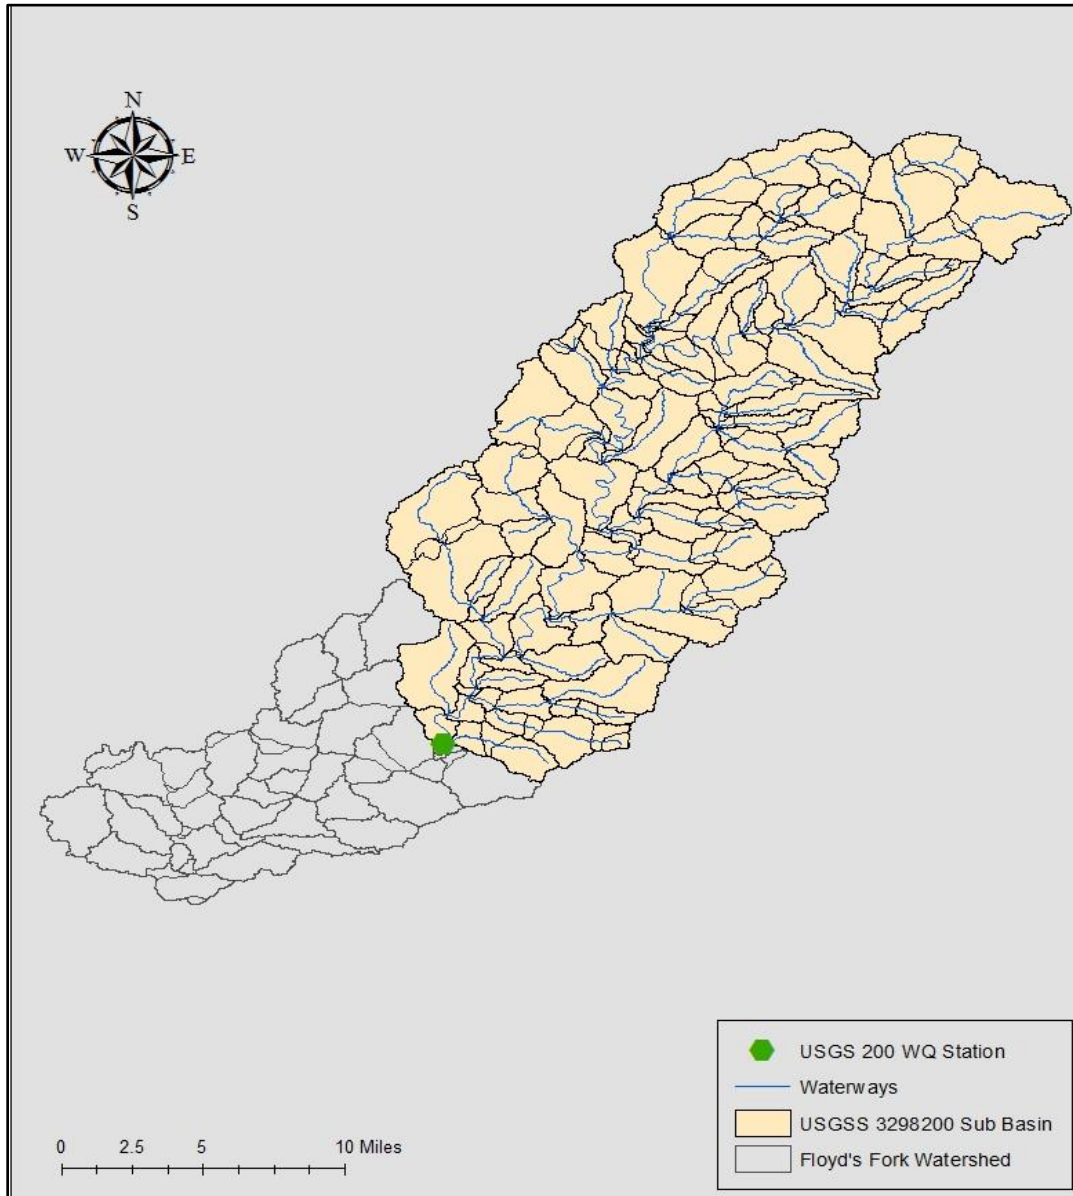 N
W E
S
USGS 200 WQ Station
Waterways
USGSS 3298200 Sub Basin
Floyd's Fork Watershed
0 2.5 5 10 Miles